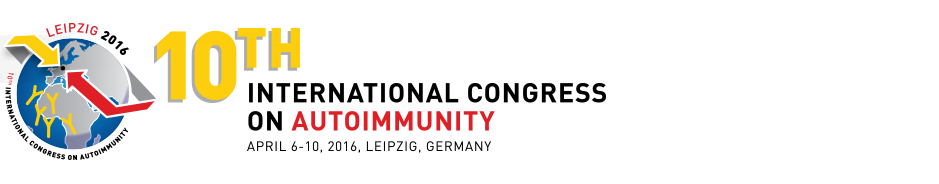 LEIPZIG 2016
10TH INTERNATIONAL CONGRESS ON AUTOIMMUNITY
10TH
INTERNATIONAL CONGRESS
ON AUTOIMMUNITY
APRIL 6-10, 2016, LEIPZIG, GERMANY